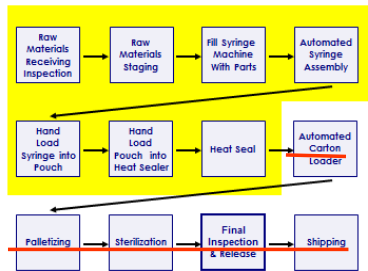 Raw
Materials
Receiving
Inspection
Raw
Materials
Staging
Fill Syringe
Machine
With Parts
Automated
Syringe
Assembly
Hand
Load
Syringe into
Pouch
Hand
Load
Pouch into
Heat Sealer
Heat Seal
Automated
Carton
Loader
Palletizing
Sterilization
Final
Inspection
& Release
Shipping